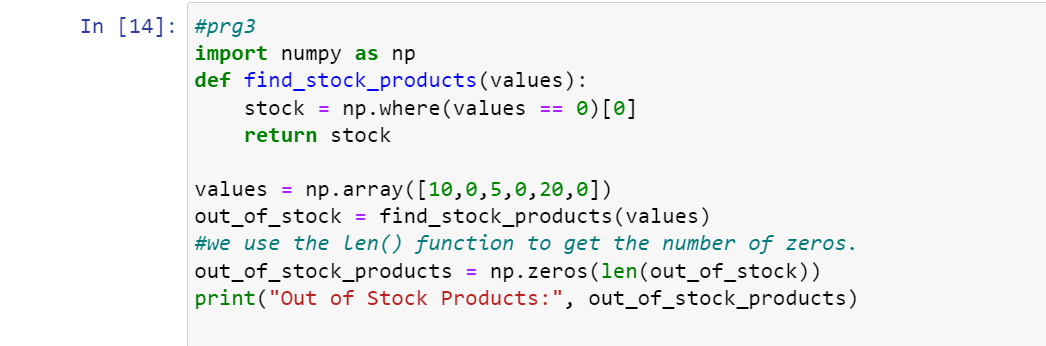 In [14]: #prg3
import numpy as np
def find_stock_products(values):
    stock = np.where(values == 0)[0]
    return stock

values = np.array([10,0,5,0,20,0])
out_of_stock = find_stock_products(values)
#we use the len() function to get the number of zeros.
out_of_stock_products = np.zeros(len(out_of_stock))
print("Out of Stock Products:", out_of_stock_products)